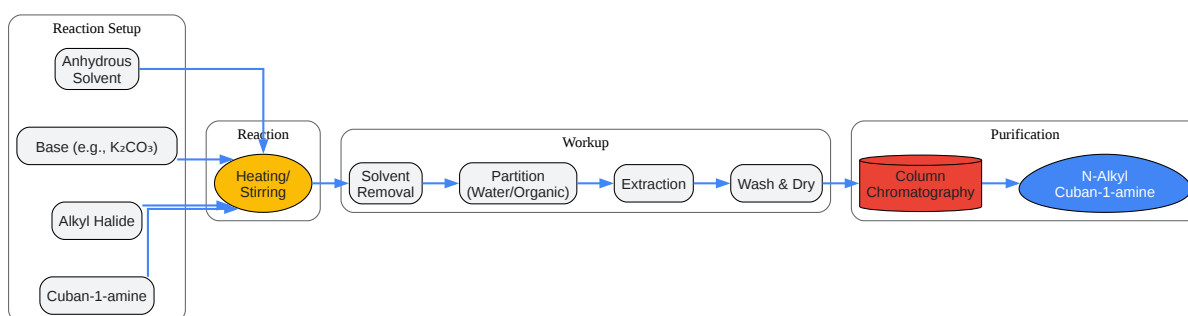 Reaction Setup
Anhydrous
Solvent
Base (e.g., K₂CO₃)
Alkyl Halide
Cuban-1-amine
Reaction
Heating/
Stirring
Workup
Solvent
Removal
Partition
(Water/Organic)
Extraction
Wash & Dry
Purification
Column
Chromatography
N-Alkyl
Cuban-1-amine